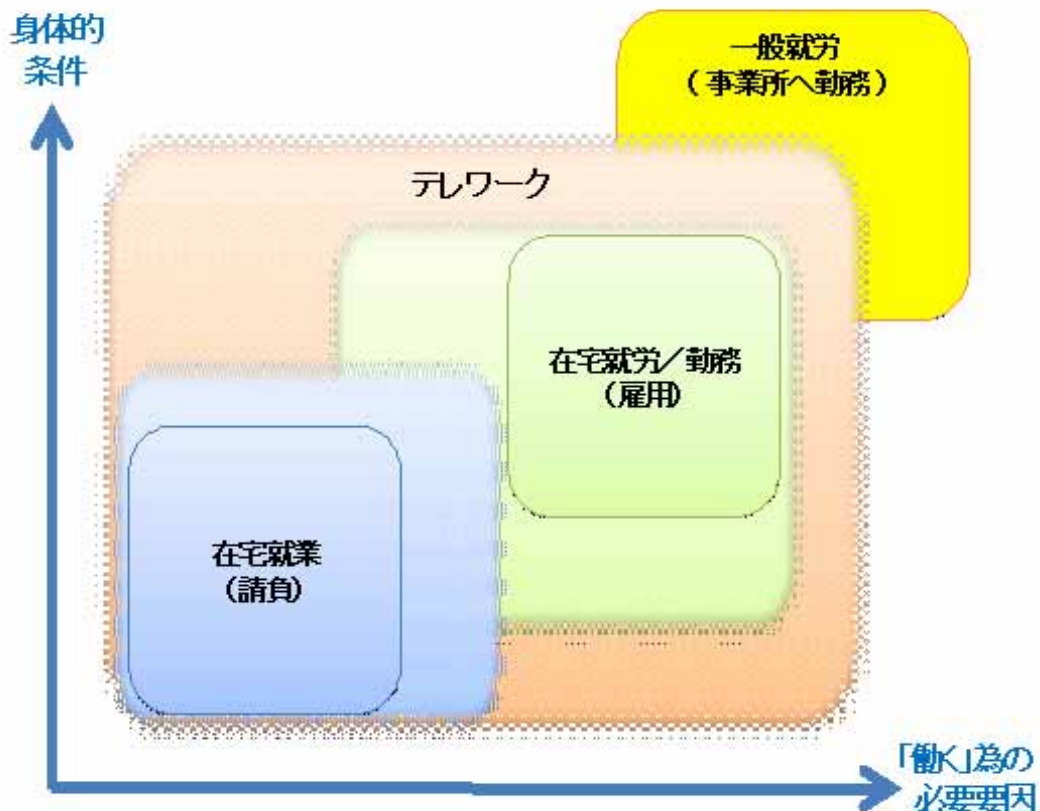 身体的
条件
一般就労
(事業所へ勤務)
テレワーク
在宅就労/勤務
(雇用)
在宅就業
(請負)
「働く」為の
必要要因